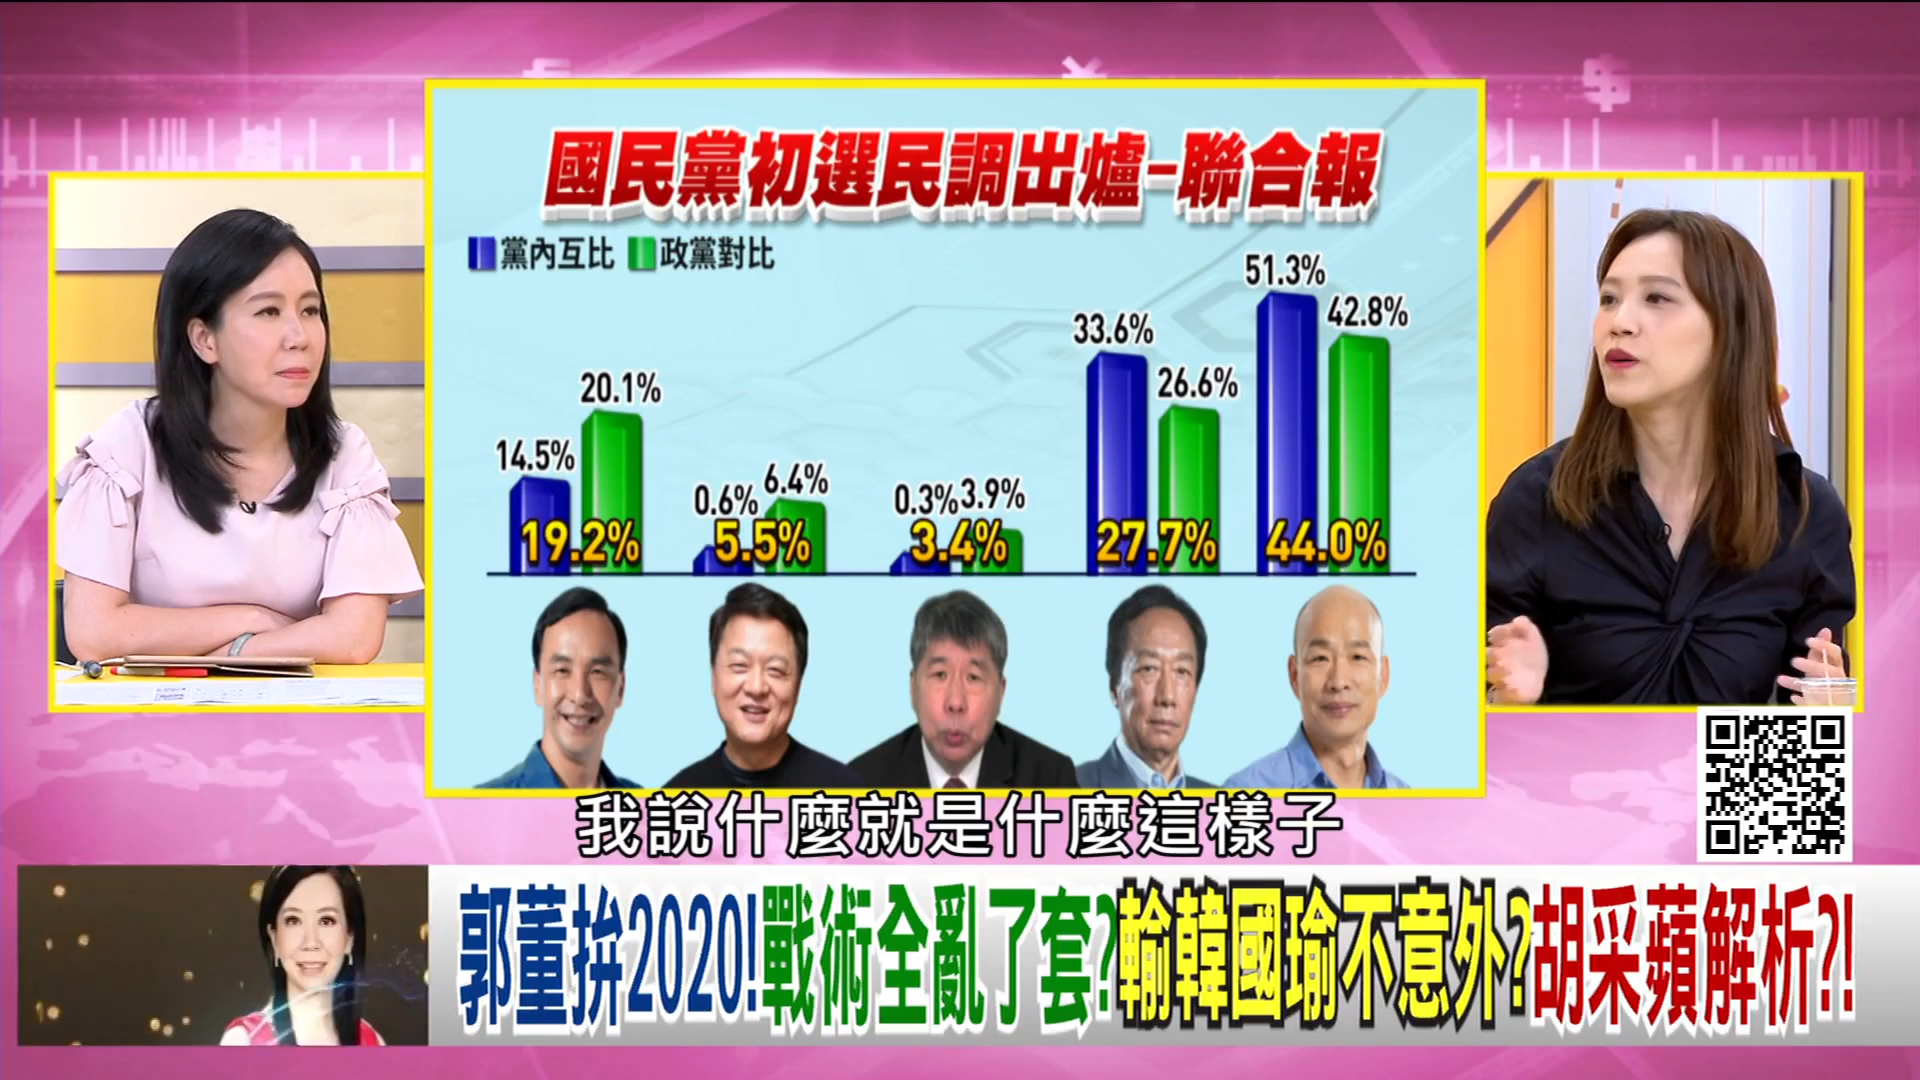 國民黨初選民調出爐-聯合報
黨內互比 政黨對比
14.5% 20.1% 0.6% 6.4% 0.3% 3.9% 33.6% 26.6% 51.3% 42.8%
19.2% 5.5% 3.4% 27.7% 44.0%
我說什麼就是什麼這樣子
郭董拚2020!戰術全亂了套?輸韓國瑜不意外?胡采蘋解析?!